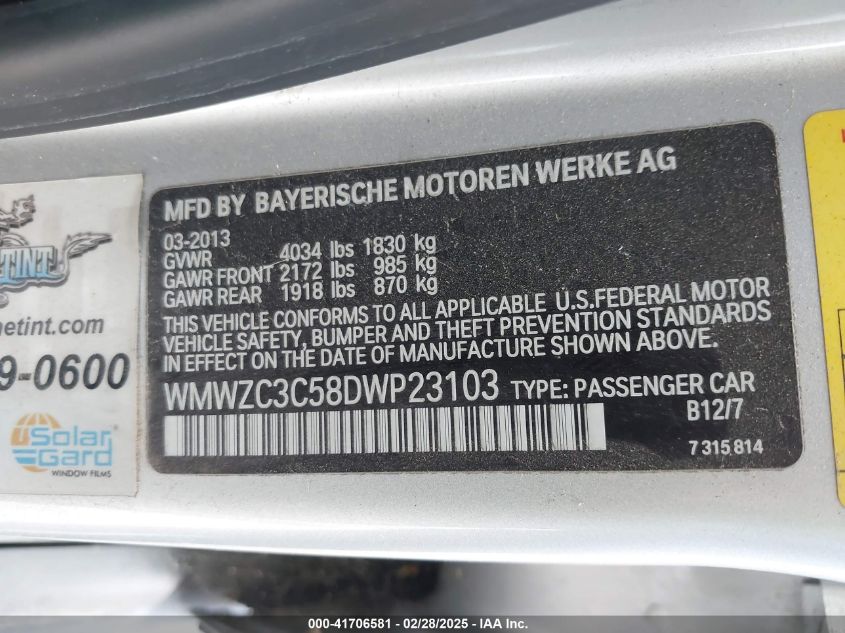 MFD BY BAYERISCHE MOTOREN WERKE AG
03-2013
GVWR 4034 lbs 1830 kg
GAWR FRONT 2172 lbs 985 kg
GAWR REAR 1918 lbs 870 kg
THIS VEHICLE CONFORMS TO ALL APPLICABLE U.S.FEDERAL MOTOR
VEHICLE SAFETY, BUMPER AND THEFT PREVENTION STANDARDS
IN EFFECT ON THE DATE OF MANUFACTURE SHOWN ABOVE.
WMWZC3C58DWP23103 TYPE: PASSENGER CAR
B12/7
7 315 814
TINT
netint.com
9-0600
Solar
Gard
WINDOW FILMS
000-41706581 - 02/28/2025 - IAA Inc.